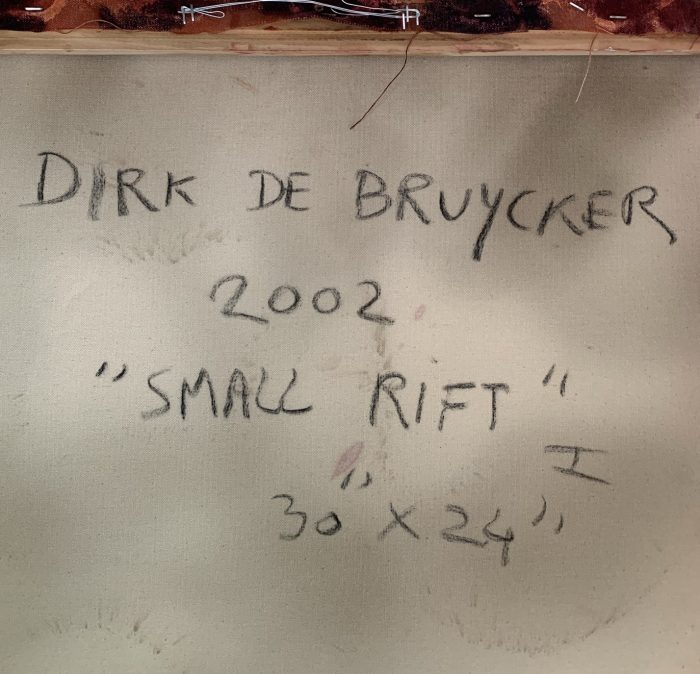 DIRK DE BRUYCKER
2002
"SMALL RIFT"
I
30" X 24"